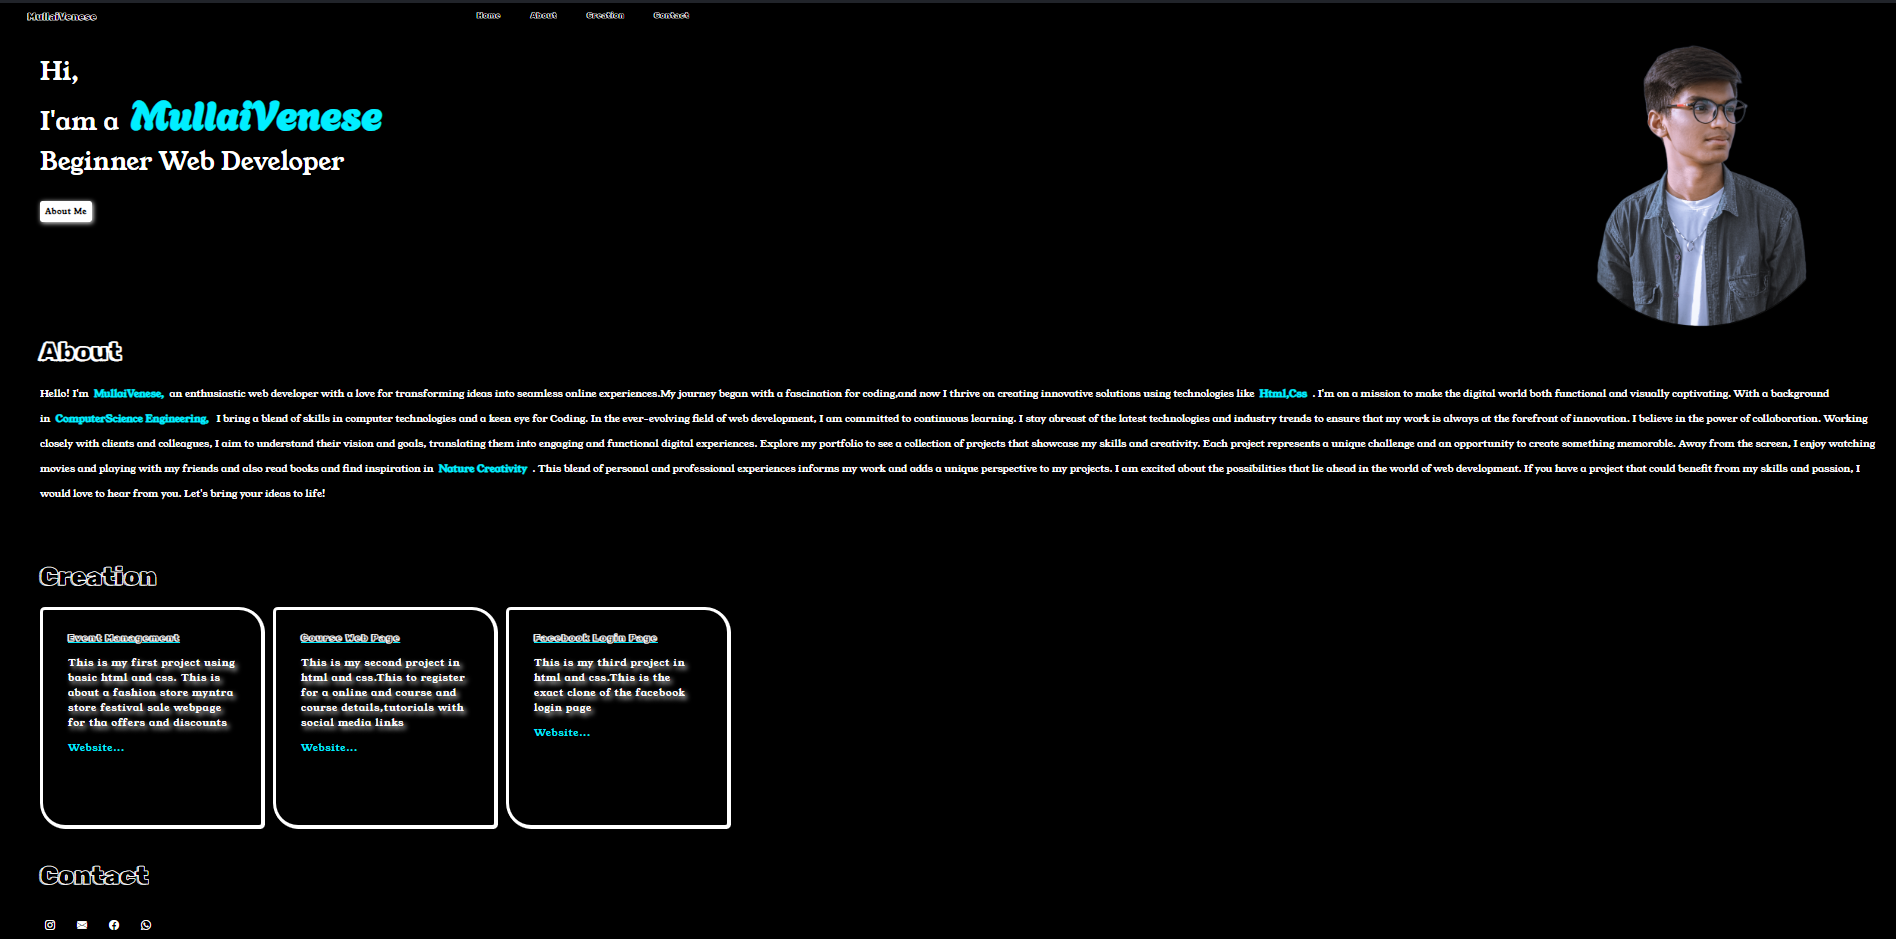 MullaiVenese
Home About Creation Contact
Hi,
I'am a MullaiVenese
Beginner Web Developer
About Me
About
Hello! I'm MullaiVenese, an enthusiastic web developer with a love for transforming ideas into seamless online experiences.My journey began with a fascination for coding,and now I thrive on creating innovative solutions using technologies like Html,Css . I'm on a mission to make the digital world both functional and visually captivating. With a background
in ComputerScience Engineering, I bring a blend of skills in computer technologies and a keen eye for Coding. In the ever-evolving field of web development, I am committed to continuous learning. I stay abreast of the latest technologies and industry trends to ensure that my work is always at the forefront of innovation. I believe in the power of collaboration. Working
closely with clients and colleagues, I aim to understand their vision and goals, translating them into engaging and functional digital experiences. Explore my portfolio to see a collection of projects that showcase my skills and creativity. Each project represents a unique challenge and an opportunity to create something memorable. Away from the screen, I enjoy watching
movies and playing with my friends and also read books and find inspiration in Nature Creativity . This blend of personal and professional experiences informs my work and adds a unique perspective to my projects. I am excited about the possibilities that lie ahead in the world of web development. If you have a project that could benefit from my skills and passion, I
would love to hear from you. Let's bring your ideas to life!
Creation
Event Management
This is my first project using
basic html and css. This is
about a fashion store myntra
store festival sale webpage
for tha offers and discounts
Website...
Course Web Page
This is my second project in
html and css.This to register
for a online and course and
course details,tutorials with
social media links
Website...
Facebook Login Page
This is my third project in
html and css.This is the
exact clone of the facebook
login page
Website...
Contact